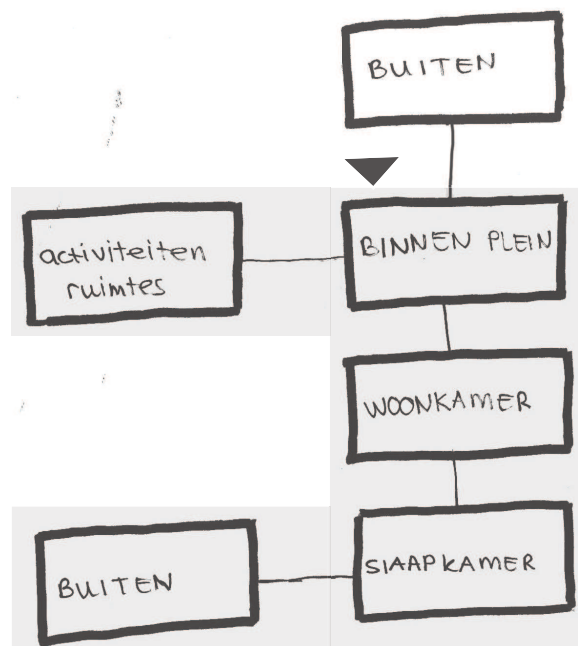 BUITEN
activiteiten
ruimtes
BINNEN PLEIN
WOONKAMER
SlAAPKAMER
BUITEN